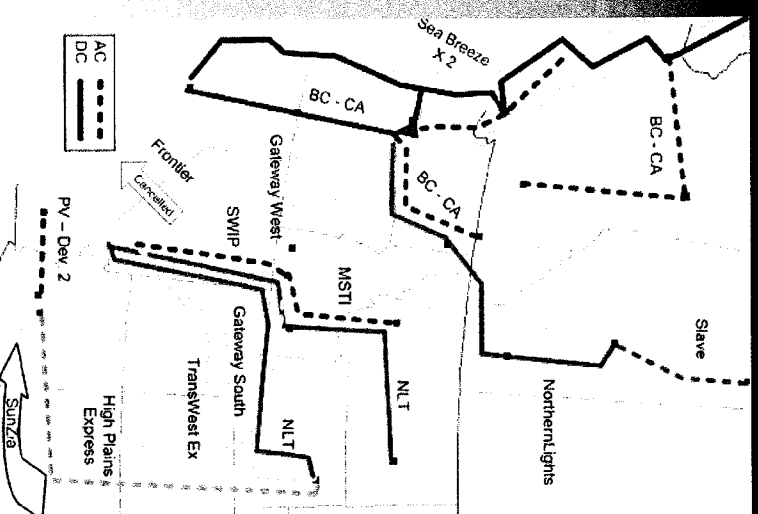 Sea Breeze
X 2
BC - CA
BC - CA
BC - CA
Slave
NorthernLights
AC
DC
Frontier
Cancelled
Gateway West
SWIP
MSTI
NLT
NLT
Gateway South
TransWest Ex
PV – Dev. 2
High Plains
Express
SunZia